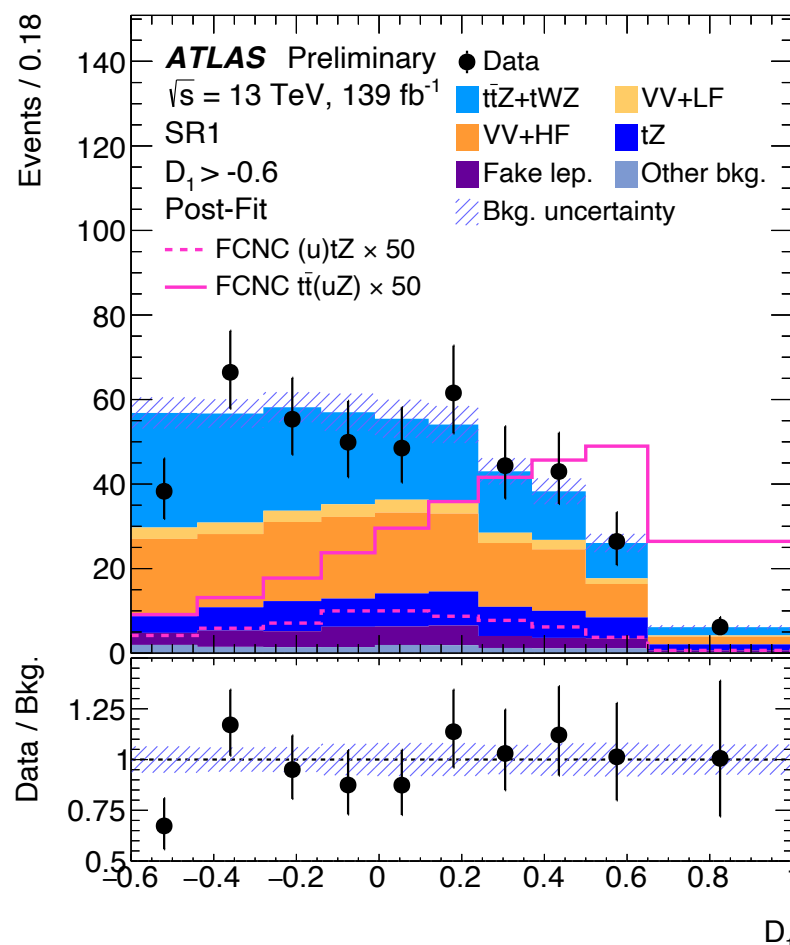 Events / 0.18
140
120
100
80
60
40
20
0
ATLAS Preliminary
√s = 13 TeV, 139 fb⁻¹
SR1
D₁ > -0.6
Post-Fit
FCNC (u)tZ × 50
FCNC tt̄(uZ) × 50
Data
tt̄Z+tWZ
VV+LF
VV+HF
tZ
Fake lep.
Other bkg.
Bkg. uncertainty
Data / Bkg.
1.25
1
0.75
0.5
−0.6 −0.4 −0.2 0 0.2 0.4 0.6 0.8